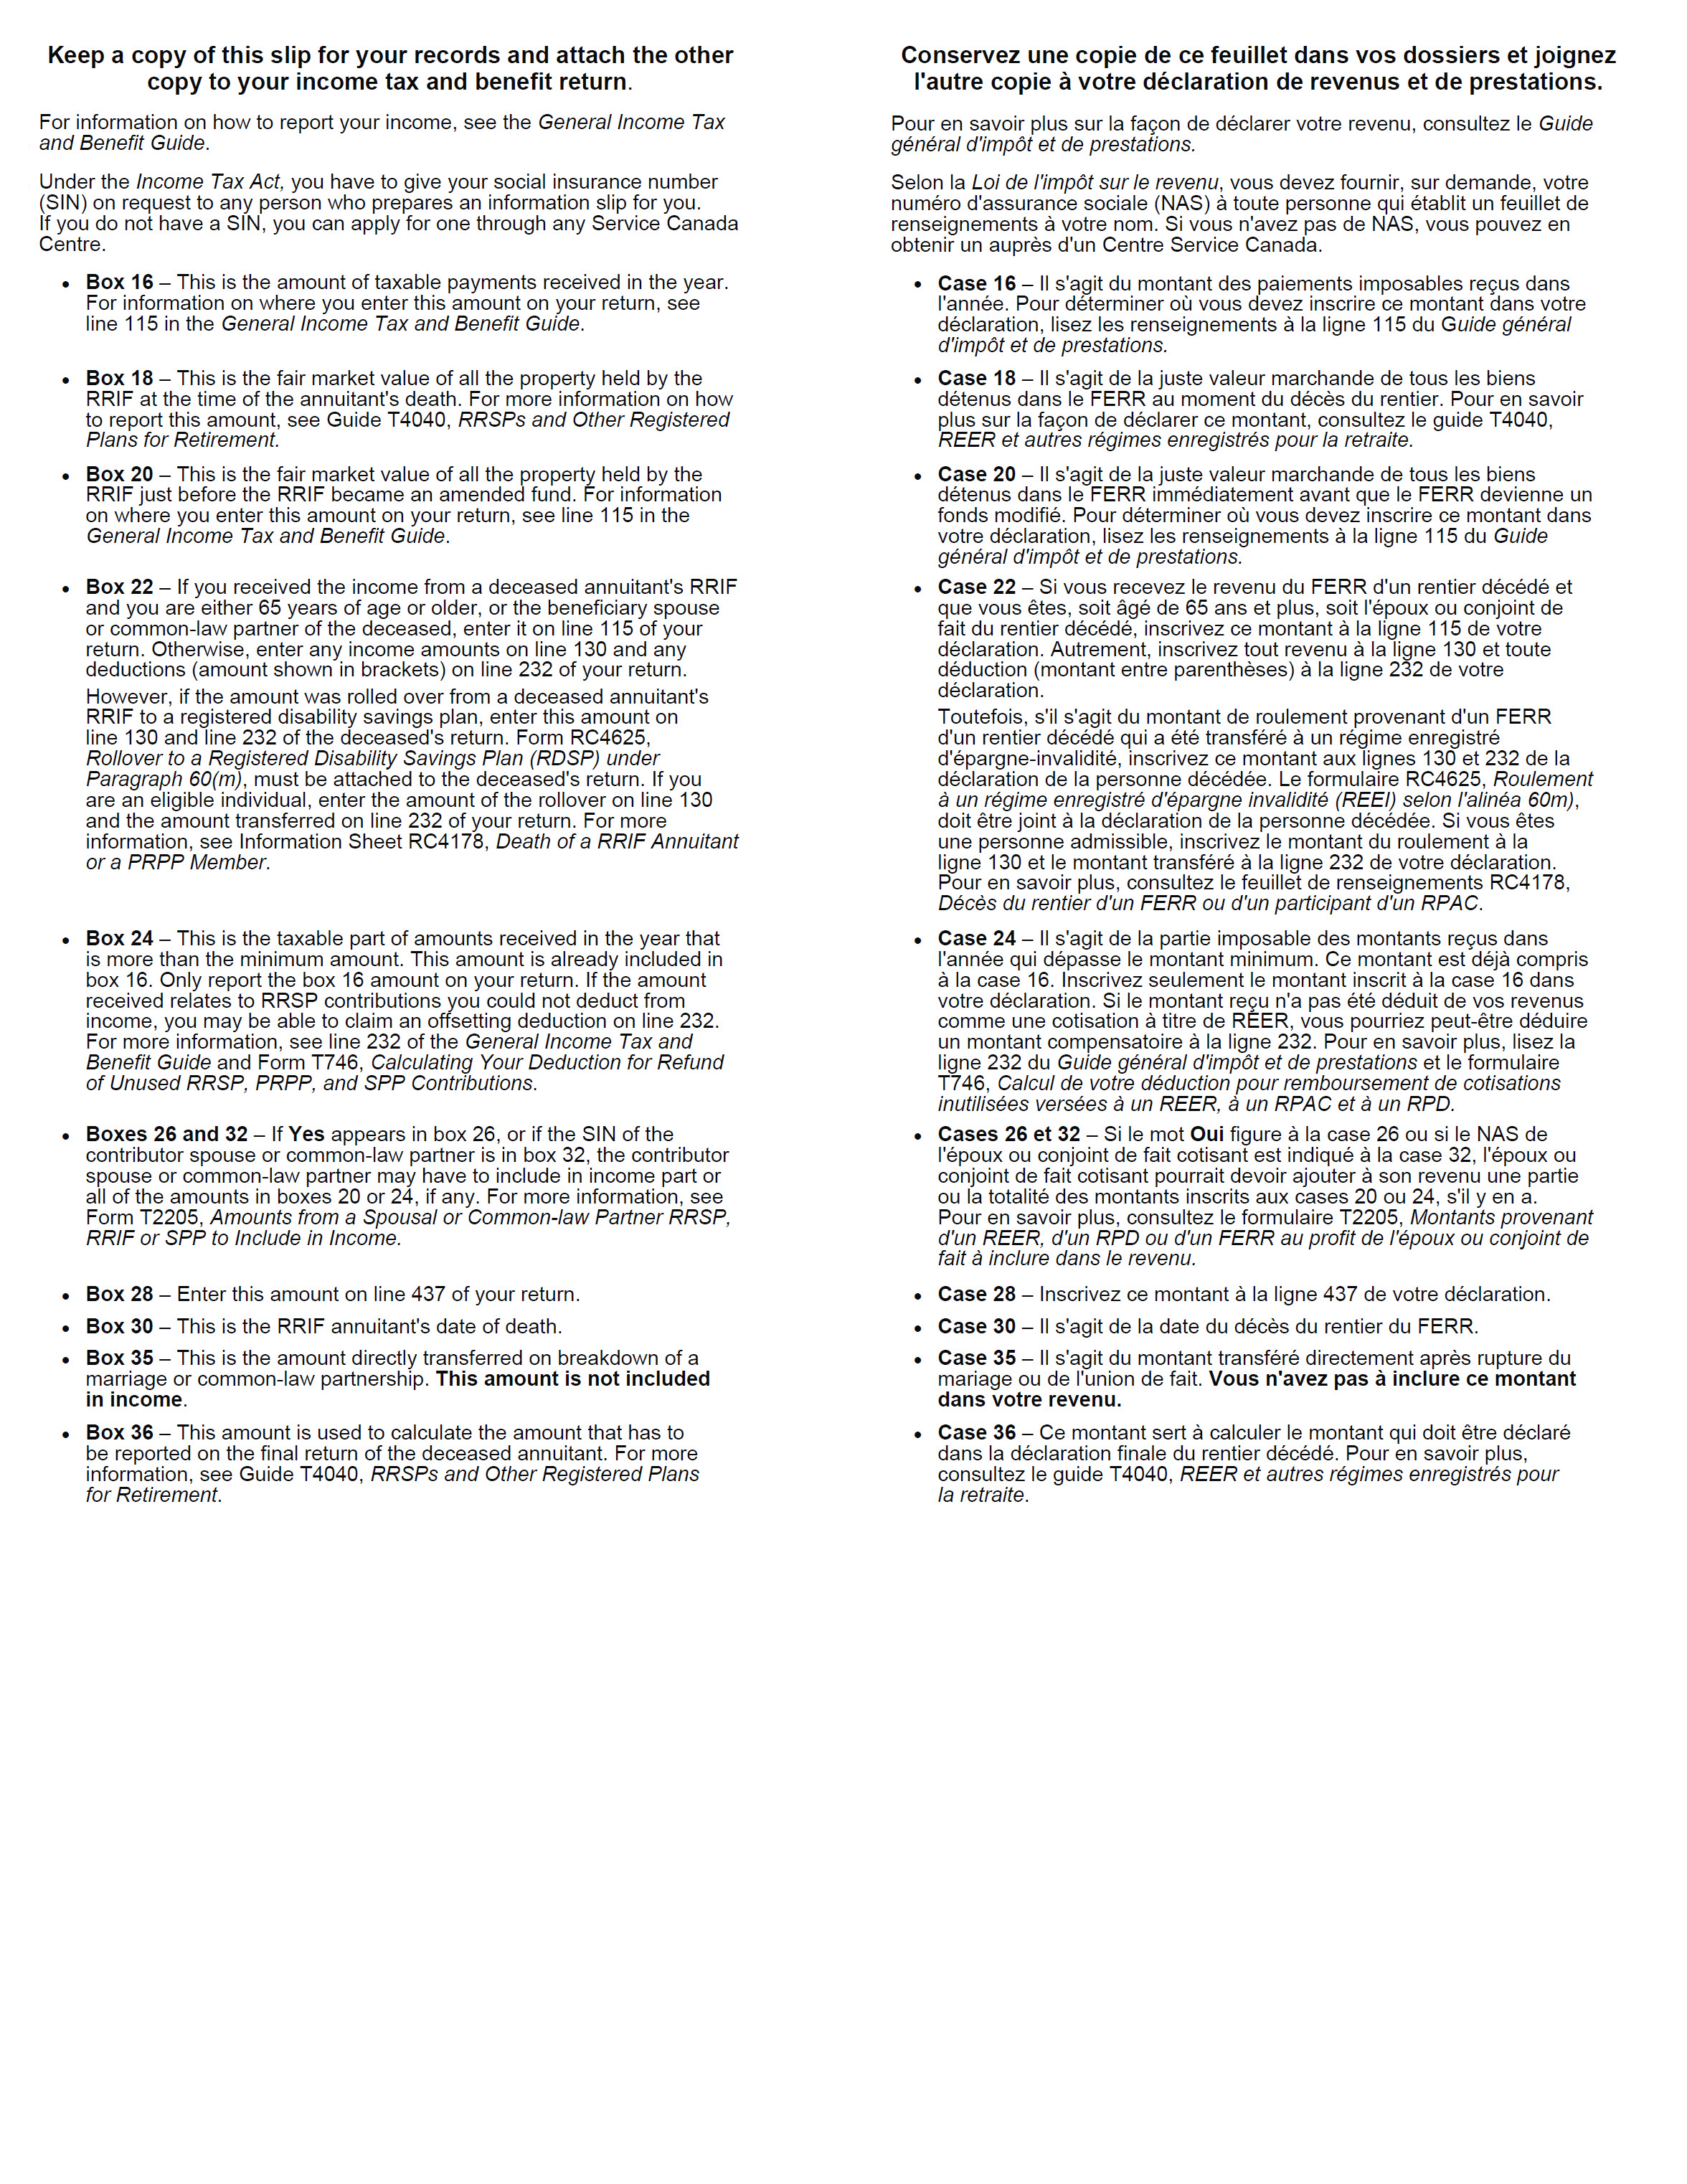 Keep a copy of this slip for your records and attach the other
copy to your income tax and benefit return.
For information on how to report your income, see the General Income Tax
and Benefit Guide.
Under the Income Tax Act, you have to give your social insurance number
(SIN) on request to any person who prepares an information slip for you.
If you do not have a SIN, you can apply for one through any Service Canada
Centre.
• Box 16 – This is the amount of taxable payments received in the year.
For information on where you enter this amount on your return, see
line 115 in the General Income Tax and Benefit Guide.
• Box 18 – This is the fair market value of all the property held by the
RRIF at the time of the annuitant's death. For more information on how
to report this amount, see Guide T4040, RRSPs and Other Registered
Plans for Retirement.
• Box 20 – This is the fair market value of all the property held by the
RRIF just before the RRIF became an amended fund. For information
on where you enter this amount on your return, see line 115 in the
General Income Tax and Benefit Guide.
• Box 22 – If you received the income from a deceased annuitant's RRIF
and you are either 65 years of age or older, or the beneficiary spouse
or common-law partner of the deceased, enter it on line 115 of your
return. Otherwise, enter any income amounts on line 130 and any
deductions (amount shown in brackets) on line 232 of your return.
However, if the amount was rolled over from a deceased annuitant's
RRIF to a registered disability savings plan, enter this amount on
line 130 and line 232 of the deceased's return. Form RC4625,
Rollover to a Registered Disability Savings Plan (RDSP) under
Paragraph 60(m), must be attached to the deceased's return. If you
are an eligible individual, enter the amount of the rollover on line 130
and the amount transferred on line 232 of your return. For more
information, see Information Sheet RC4178, Death of a RRIF Annuitant
or a PRPP Member.
• Box 24 – This is the taxable part of amounts received in the year that
is more than the minimum amount. This amount is already included in
box 16. Only report the box 16 amount on your return. If the amount
received relates to RRSP contributions you could not deduct from
income, you may be able to claim an offsetting deduction on line 232.
For more information, see line 232 of the General Income Tax and
Benefit Guide and Form T746, Calculating Your Deduction for Refund
of Unused RRSP, PRPP, and SPP Contributions.
• Boxes 26 and 32 – If Yes appears in box 26, or if the SIN of the
contributor spouse or common-law partner is in box 32, the contributor
spouse or common-law partner may have to include in income part or
all of the amounts in boxes 20 or 24, if any. For more information, see
Form T2205, Amounts from a Spousal or Common-law Partner RRSP,
RRIF or SPP to Include in Income.
• Box 28 – Enter this amount on line 437 of your return.
• Box 30 – This is the RRIF annuitant's date of death.
• Box 35 – This is the amount directly transferred on breakdown of a
marriage or common-law partnership. This amount is not included
in income.
• Box 36 – This amount is used to calculate the amount that has to
be reported on the final return of the deceased annuitant. For more
information, see Guide T4040, RRSPs and Other Registered Plans
for Retirement.
Conservez une copie de ce feuillet dans vos dossiers et joignez
l'autre copie à votre déclaration de revenus et de prestations.
Pour en savoir plus sur la façon de déclarer votre revenu, consultez le Guide
général d'impôt et de prestations.
Selon la Loi de l'impôt sur le revenu, vous devez fournir, sur demande, votre
numéro d'assurance sociale (NAS) à toute personne qui établit un feuillet de
renseignements à votre nom. Si vous n'avez pas de NAS, vous pouvez en
obtenir un auprès d'un Centre Service Canada.
• Case 16 – Il s'agit du montant des paiements imposables reçus dans
l'année. Pour déterminer où vous devez inscrire ce montant dans votre
déclaration, lisez les renseignements à la ligne 115 du Guide général
d'impôt et de prestations.
• Case 18 – Il s'agit de la juste valeur marchande de tous les biens
détenus dans le FERR au moment du décès du rentier. Pour en savoir
plus sur la façon de déclarer ce montant, consultez le guide T4040,
REER et autres régimes enregistrés pour la retraite.
• Case 20 – Il s'agit de la juste valeur marchande de tous les biens
détenus dans le FERR immédiatement avant que le FERR devienne un
fonds modifié. Pour déterminer où vous devez inscrire ce montant dans
votre déclaration, lisez les renseignements à la ligne 115 du Guide
général d'impôt et de prestations.
• Case 22 – Si vous recevez le revenu du FERR d'un rentier décédé et
que vous êtes, soit âgé de 65 ans et plus, soit l'époux ou conjoint de
fait du rentier décédé, inscrivez ce montant à la ligne 115 de votre
déclaration. Autrement, inscrivez tout revenu à la ligne 130 et toute
déduction (montant entre parenthèses) à la ligne 232 de votre
déclaration.
Toutefois, s'il s'agit du montant de roulement provenant d'un FERR
d'un rentier décédé qui a été transféré à un régime enregistré
d'épargne-invalidité, inscrivez ce montant aux lignes 130 et 232 de la
déclaration de la personne décédée. Le formulaire RC4625, Roulement
à un régime enregistré d'épargne invalidité (REEI) selon l'alinéa 60m),
doit être joint à la déclaration de la personne décédée. Si vous êtes
une personne admissible, inscrivez le montant du roulement à la
ligne 130 et le montant transféré à la ligne 232 de votre déclaration.
Pour en savoir plus, consultez le feuillet de renseignements RC4178,
Décès du rentier d'un FERR ou d'un participant d'un RPAC.
• Case 24 – Il s'agit de la partie imposable des montants reçus dans
l'année qui dépasse le montant minimum. Ce montant est déjà compris
à la case 16. Inscrivez seulement le montant inscrit à la case 16 dans
votre déclaration. Si le montant reçu n'a pas été déduit de vos revenus
comme une cotisation à titre de REER, vous pourriez peut-être déduire
un montant compensatoire à la ligne 232. Pour en savoir plus, lisez la
ligne 232 du Guide général d'impôt et de prestations et le formulaire
T746, Calcul de votre déduction pour remboursement de cotisations
inutilisées versées à un REER, à un RPAC et à un RPD.
• Cases 26 et 32 – Si le mot Oui figure à la case 26 ou si le NAS de
l'époux ou conjoint de fait cotisant est indiqué à la case 32, l'époux ou
conjoint de fait cotisant pourrait devoir ajouter à son revenu une partie
ou la totalité des montants inscrits aux cases 20 ou 24, s'il y en a.
Pour en savoir plus, consultez le formulaire T2205, Montants provenant
d'un REER, d'un RPD ou d'un FERR au profit de l'époux ou conjoint de
fait à inclure dans le revenu.
• Case 28 – Inscrivez ce montant à la ligne 437 de votre déclaration.
• Case 30 – Il s'agit de la date du décès du rentier du FERR.
• Case 35 – Il s'agit du montant transféré directement après rupture du
mariage ou de l'union de fait. Vous n'avez pas à inclure ce montant
dans votre revenu.
• Case 36 – Ce montant sert à calculer le montant qui doit être déclaré
dans la déclaration finale du rentier décédé. Pour en savoir plus,
consultez le guide T4040, REER et autres régimes enregistrés pour
la retraite.